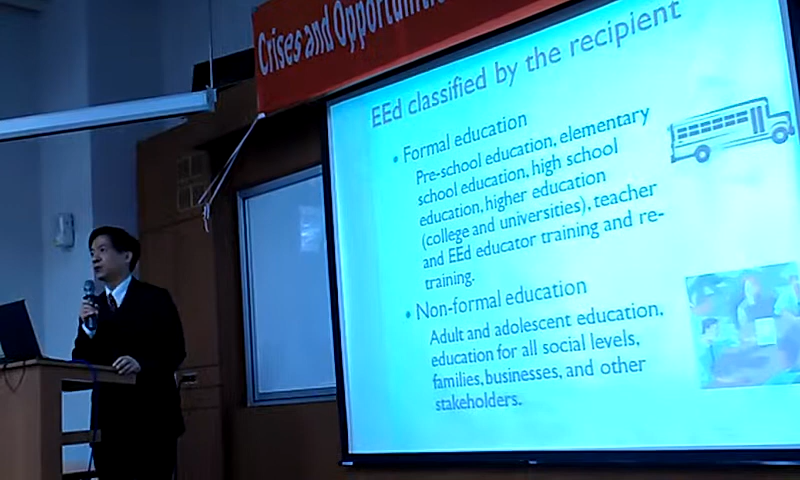 Crises and Opportunities
EEd classified by the recipient
• Formal education
Pre-school education, elementary
school education, high school
education, higher education
(college and universities), teacher
and EEd educator training and re-
training.
• Non-formal education
Adult and adolescent education,
education for all social levels,
families, businesses, and other
stakeholders.